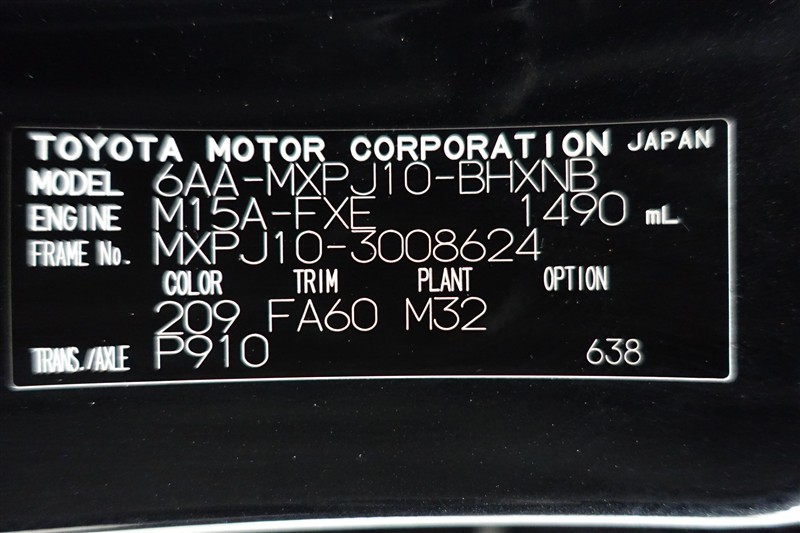 TOYOTA MOTOR CORPORATION JAPAN
MODEL 6AA-MXPJ10-BHXNB
ENGINE M15A-FXE 1490 mL
FRAME No. MXPJ10-3008624
COLOR TRIM PLANT OPTION
209 FA60 M32
TRANS./AXLE P910 638